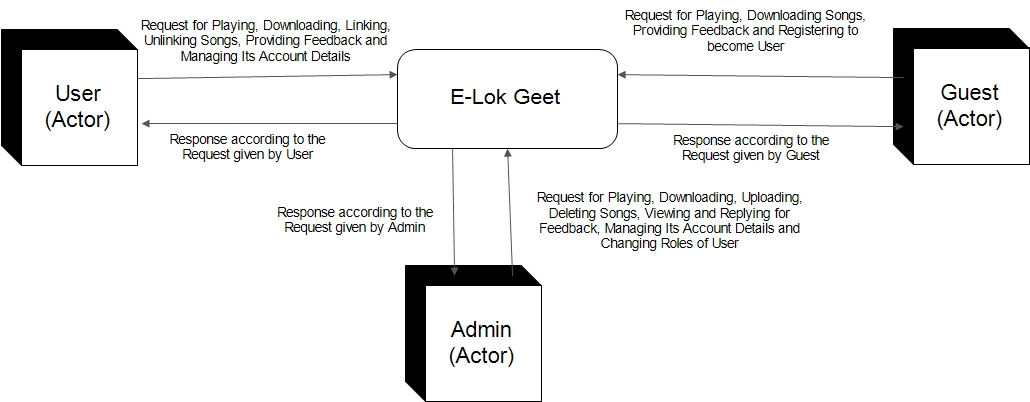 Request for Playing, Downloading, Linking,
Unlinking Songs, Providing Feedback and
Managing Its Account Details
User
(Actor)
Response according to the
Request given by User
E-Lok Geet
Request for Playing, Downloading Songs,
Providing Feedback and Registering to
become User
Guest
(Actor)
Response according to the
Request given by Guest
Response according to the
Request given by Admin
Request for Playing, Downloading, Uploading,
Deleting Songs, Viewing and Replying for
Feedback, Managing Its Account Details and
Changing Roles of User
Admin
(Actor)